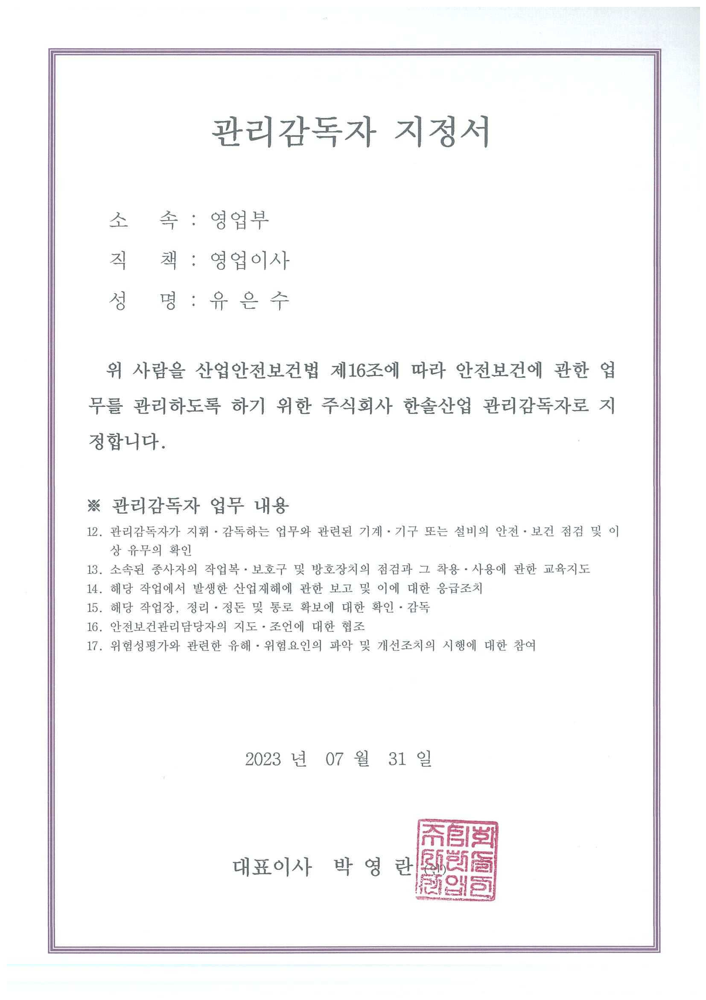 관리감독자 지정서
소 속 : 영업부
직 책 : 영업이사
성 명 : 유 은 수
위 사람을 산업안전보건법 제16조에 따라 안전보건에 관한 업
무를 관리하도록 하기 위한 주식회사 한솔산업 관리감독자로 지
정합니다.
※ 관리감독자 업무 내용
12. 관리감독자가 지휘·감독하는 업무와 관련된 기계·기구 또는 설비의 안전·보건 점검 및 이
상 유무의 확인
13. 소속된 종사자의 작업복·보호구 및 방호장치의 점검과 그 착용·사용에 관한 교육지도
14. 해당 작업에서 발생한 산업재해에 관한 보고 및 이에 대한 응급조치
15. 해당 작업장, 정리·정돈 및 통로 확보에 대한 확인·감독
16. 안전보건관리담당자의 지도·조언에 대한 협조
17. 위험성평가와 관련한 유해·위험요인의 파악 및 개선조치의 시행에 대한 참여
2023 년 07 월 31 일
대표이사 박 영 란 (인)